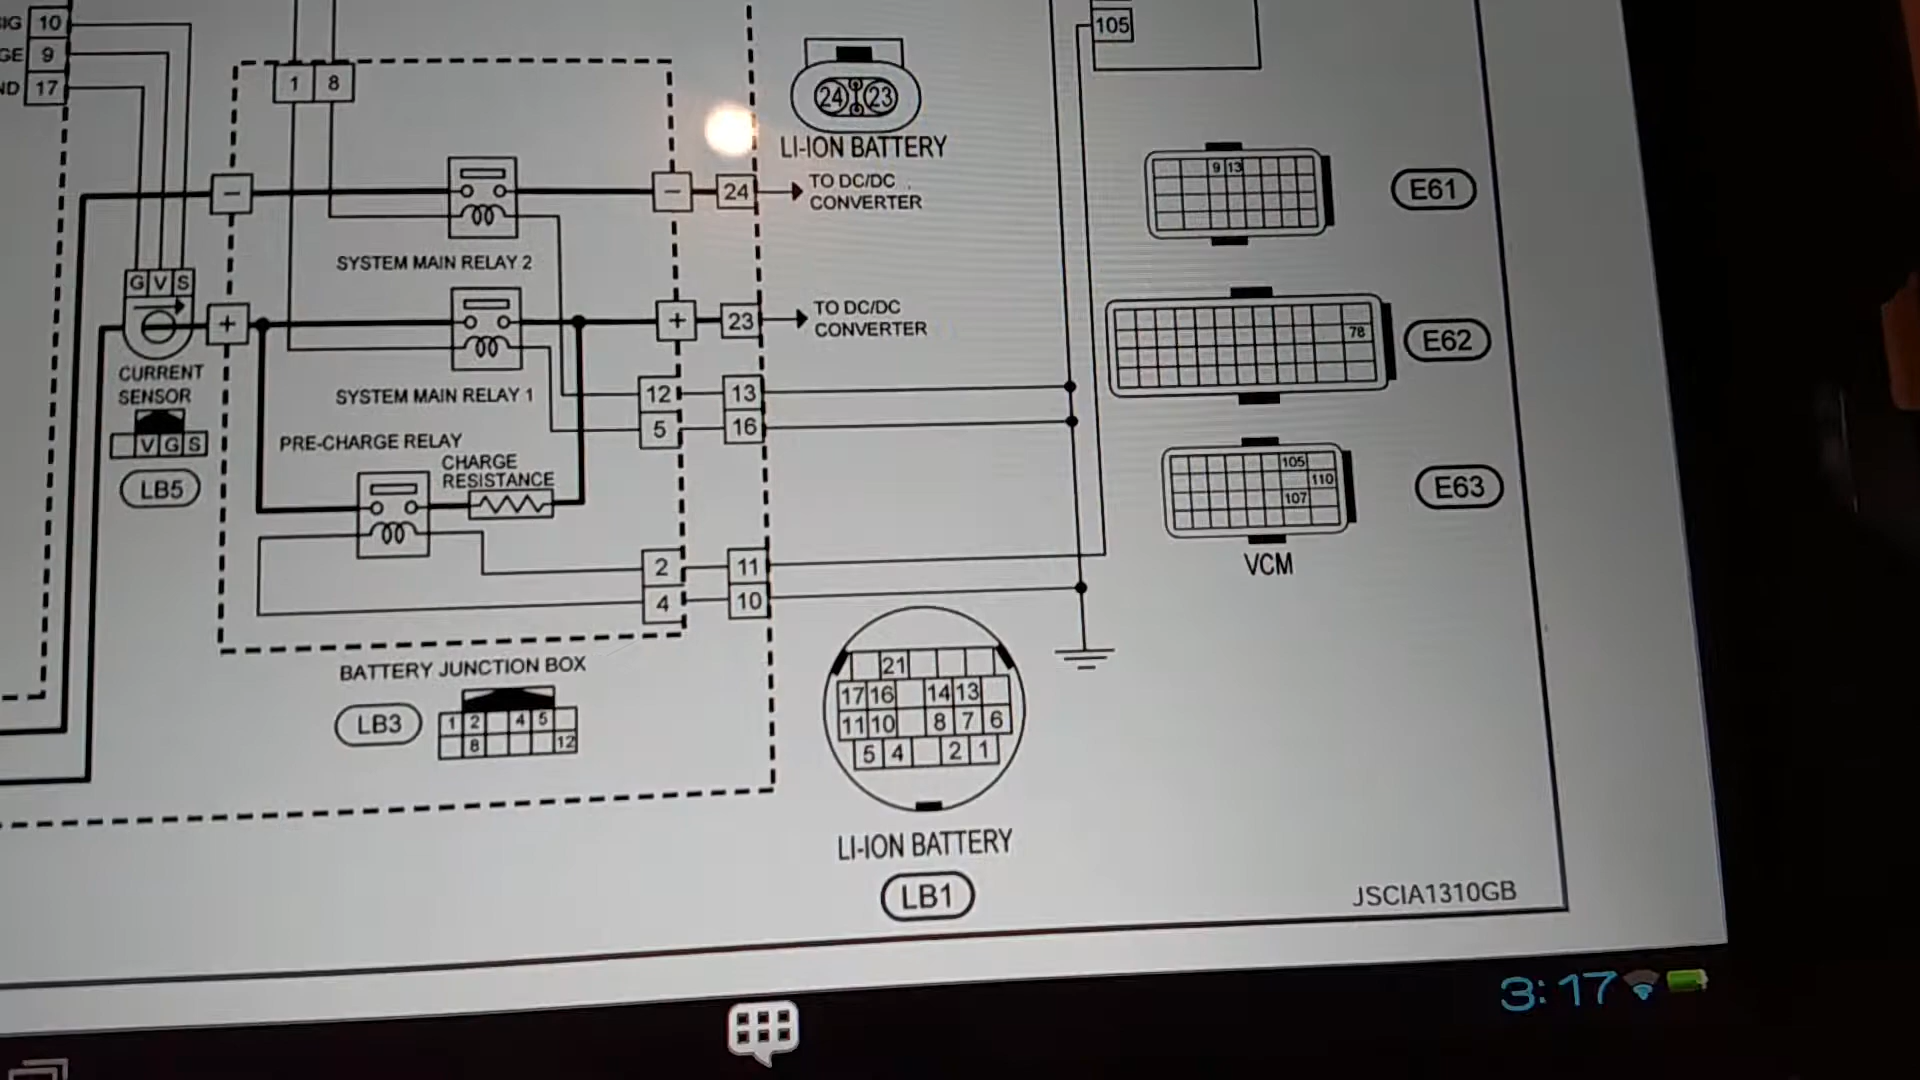 SIG 10
GE 9
ND 17
1 8
105
24 23
LI-ION BATTERY
9 13
E61
− − 24 TO DC/DC
CONVERTER
SYSTEM MAIN RELAY 2
G V S
+ + 23 TO DC/DC
CONVERTER
78
E62
CURRENT
SENSOR
SYSTEM MAIN RELAY 1
12 13
5 16
V G S
LB5
PRE-CHARGE RELAY
CHARGE
RESISTANCE
105
110
107
E63
VCM
2 11
4 10
BATTERY JUNCTION BOX
LB3
1 2 4 5
8 12
21
17 16 14 13
11 10 8 7 6
5 4 2 1
LI-ION BATTERY
LB1
JSCIA1310GB
3:17